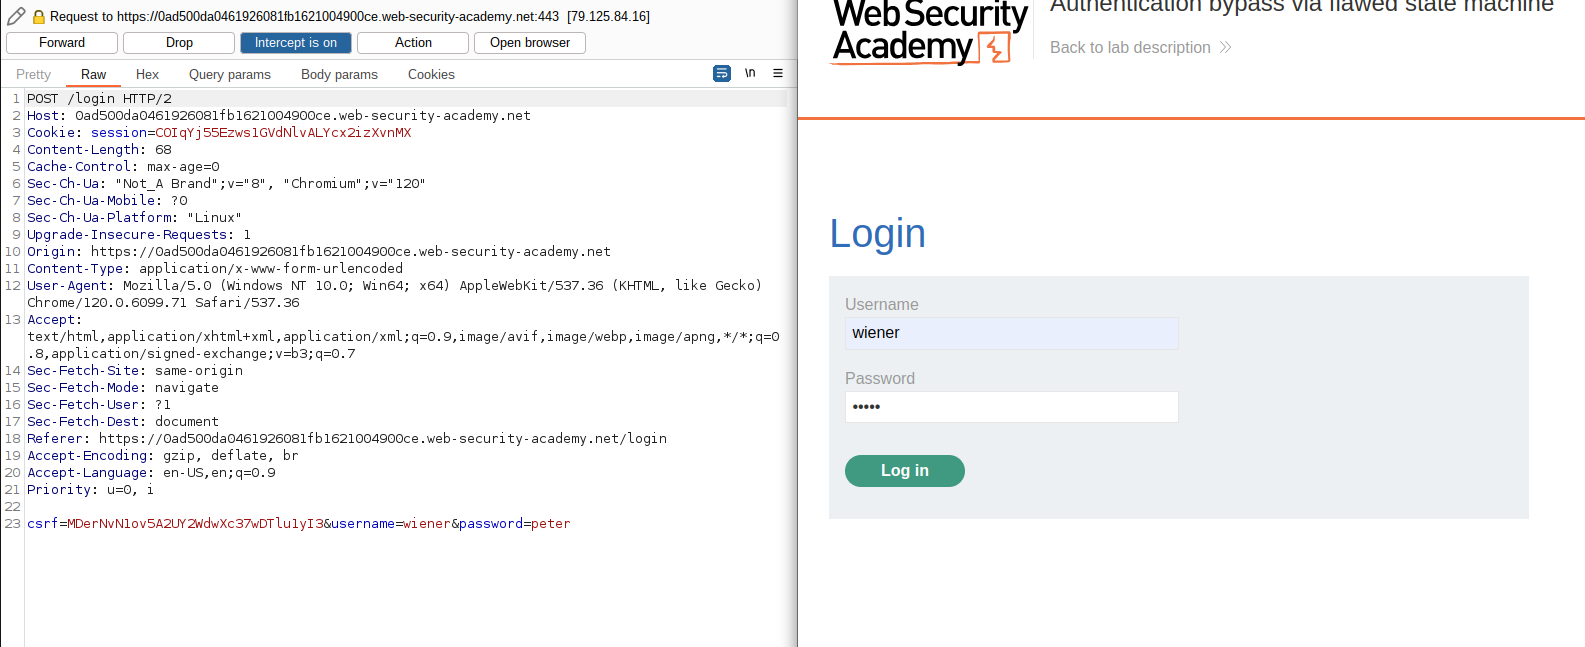 Request to https://0ad500da0461926081fb1621004900ce.web-security-academy.net:443 [79.125.84.16]
Forward Drop Intercept is on Action Open browser
Pretty Raw Hex Query params Body params Cookies \n
1 POST /login HTTP/2
2 Host: 0ad500da0461926081fb1621004900ce.web-security-academy.net
3 Cookie: session=COIqYj55Ezws1GVdNlvALYcx2izXvnMX
4 Content-Length: 68
5 Cache-Control: max-age=0
6 Sec-Ch-Ua: "Not_A Brand";v="8", "Chromium";v="120"
7 Sec-Ch-Ua-Mobile: ?0
8 Sec-Ch-Ua-Platform: "Linux"
9 Upgrade-Insecure-Requests: 1
10 Origin: https://0ad500da0461926081fb1621004900ce.web-security-academy.net
11 Content-Type: application/x-www-form-urlencoded
12 User-Agent: Mozilla/5.0 (Windows NT 10.0; Win64; x64) AppleWebKit/537.36 (KHTML, like Gecko)
Chrome/120.0.6099.71 Safari/537.36
13 Accept:
text/html,application/xhtml+xml,application/xml;q=0.9,image/avif,image/webp,image/apng,*/*;q=0
.8,application/signed-exchange;v=b3;q=0.7
14 Sec-Fetch-Site: same-origin
15 Sec-Fetch-Mode: navigate
16 Sec-Fetch-User: ?1
17 Sec-Fetch-Dest: document
18 Referer: https://0ad500da0461926081fb1621004900ce.web-security-academy.net/login
19 Accept-Encoding: gzip, deflate, br
20 Accept-Language: en-US,en;q=0.9
21 Priority: u=0, i
22
23 csrf=MDerNvN1ov5A2UY2WdwXc37wDTlu1yI3&username=wiener&password=peter
Web Security
Academy
Authentication bypass via flawed state machine
Back to lab description
Login
Username
wiener
Password
•••••
Log in